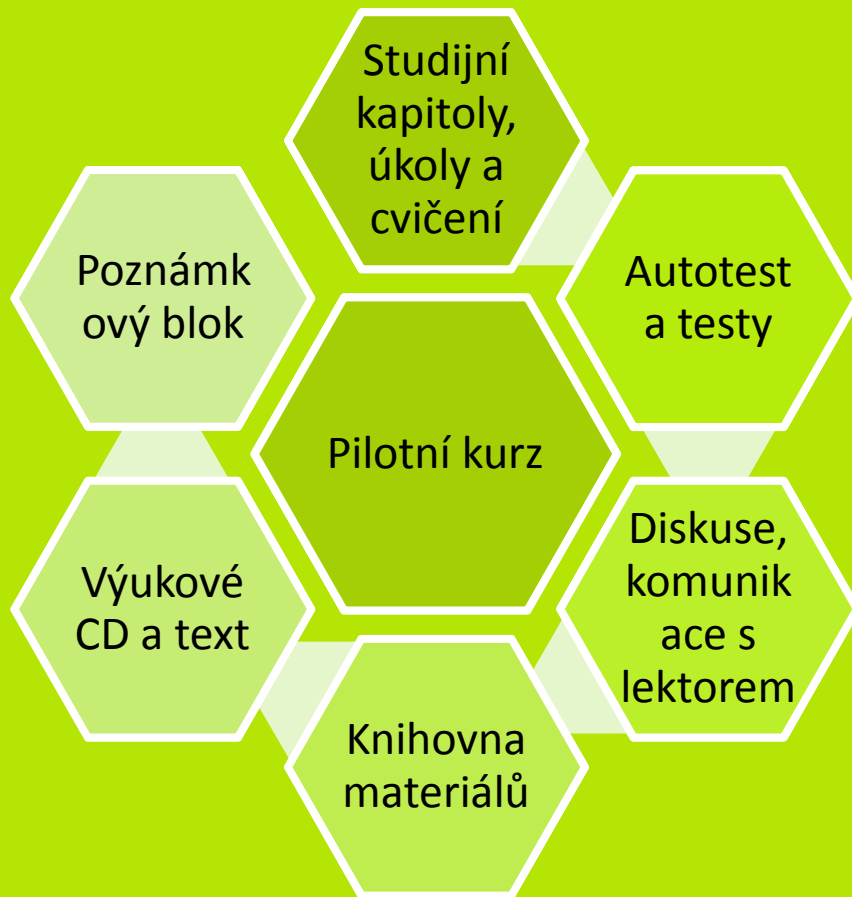 Studijní
kapitoly,
úkoly a
cvičení
Autotest
a testy
Diskuse,
komunik
ace s
lektorem
Knihovna
materiálů
Výukové
CD a text
Poznámk
ový blok
Pilotní kurz